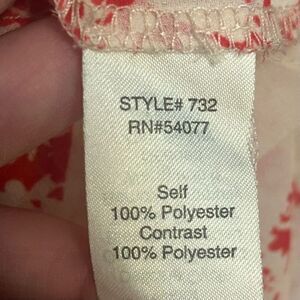 STYLE# 732
RN#54077
Self
100% Polyester
Contrast
100% Polyester